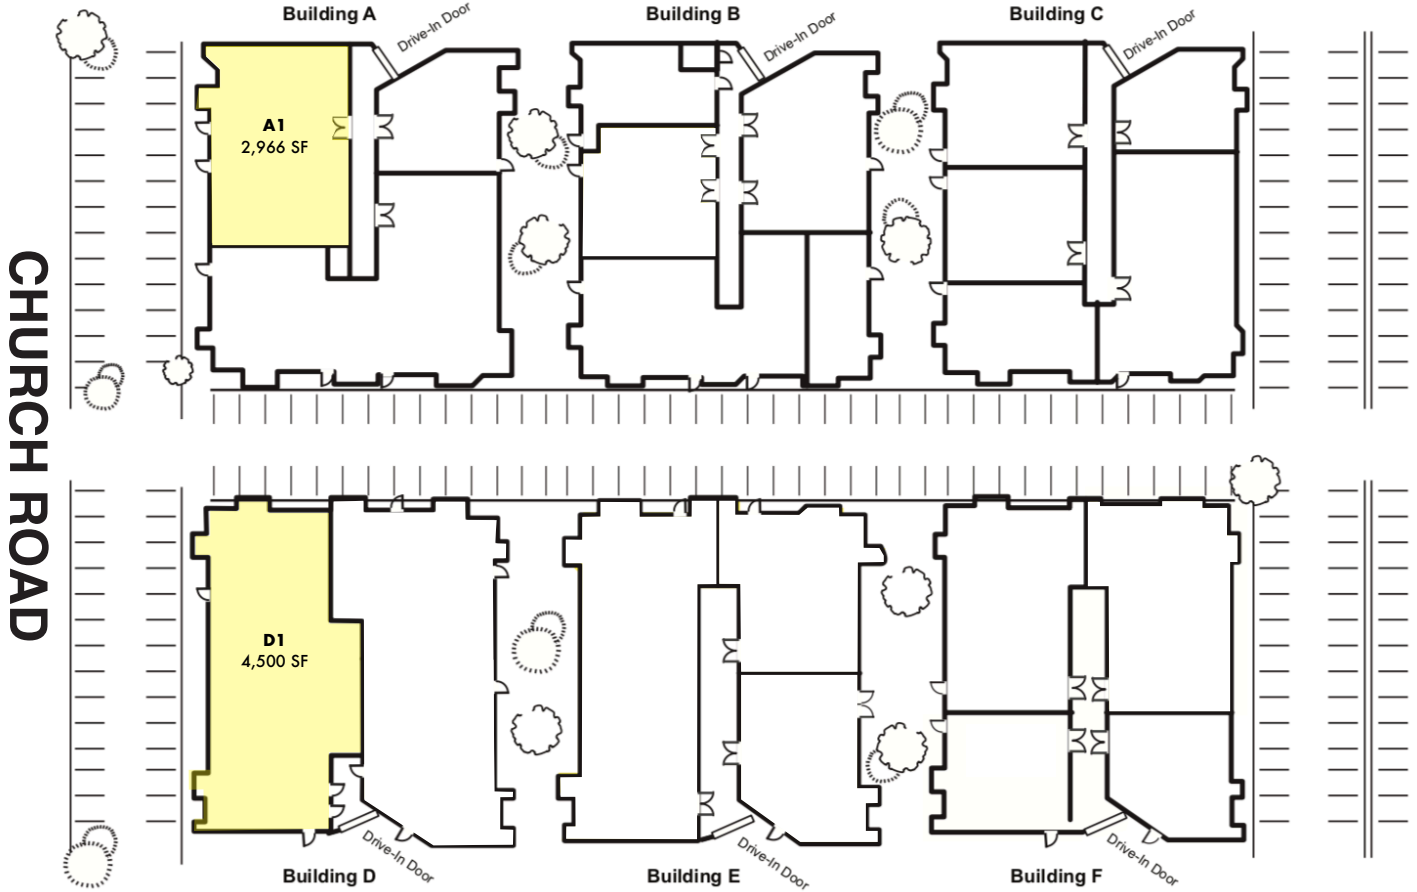 Building A
Building B
Building C
Drive-In Door
Drive-In Door
Drive-In Door
A1
2,966 SF
CHURCH ROAD
D1
4,500 SF
Drive-In Door
Drive-In Door
Drive-In Door
Building D
Building E
Building F